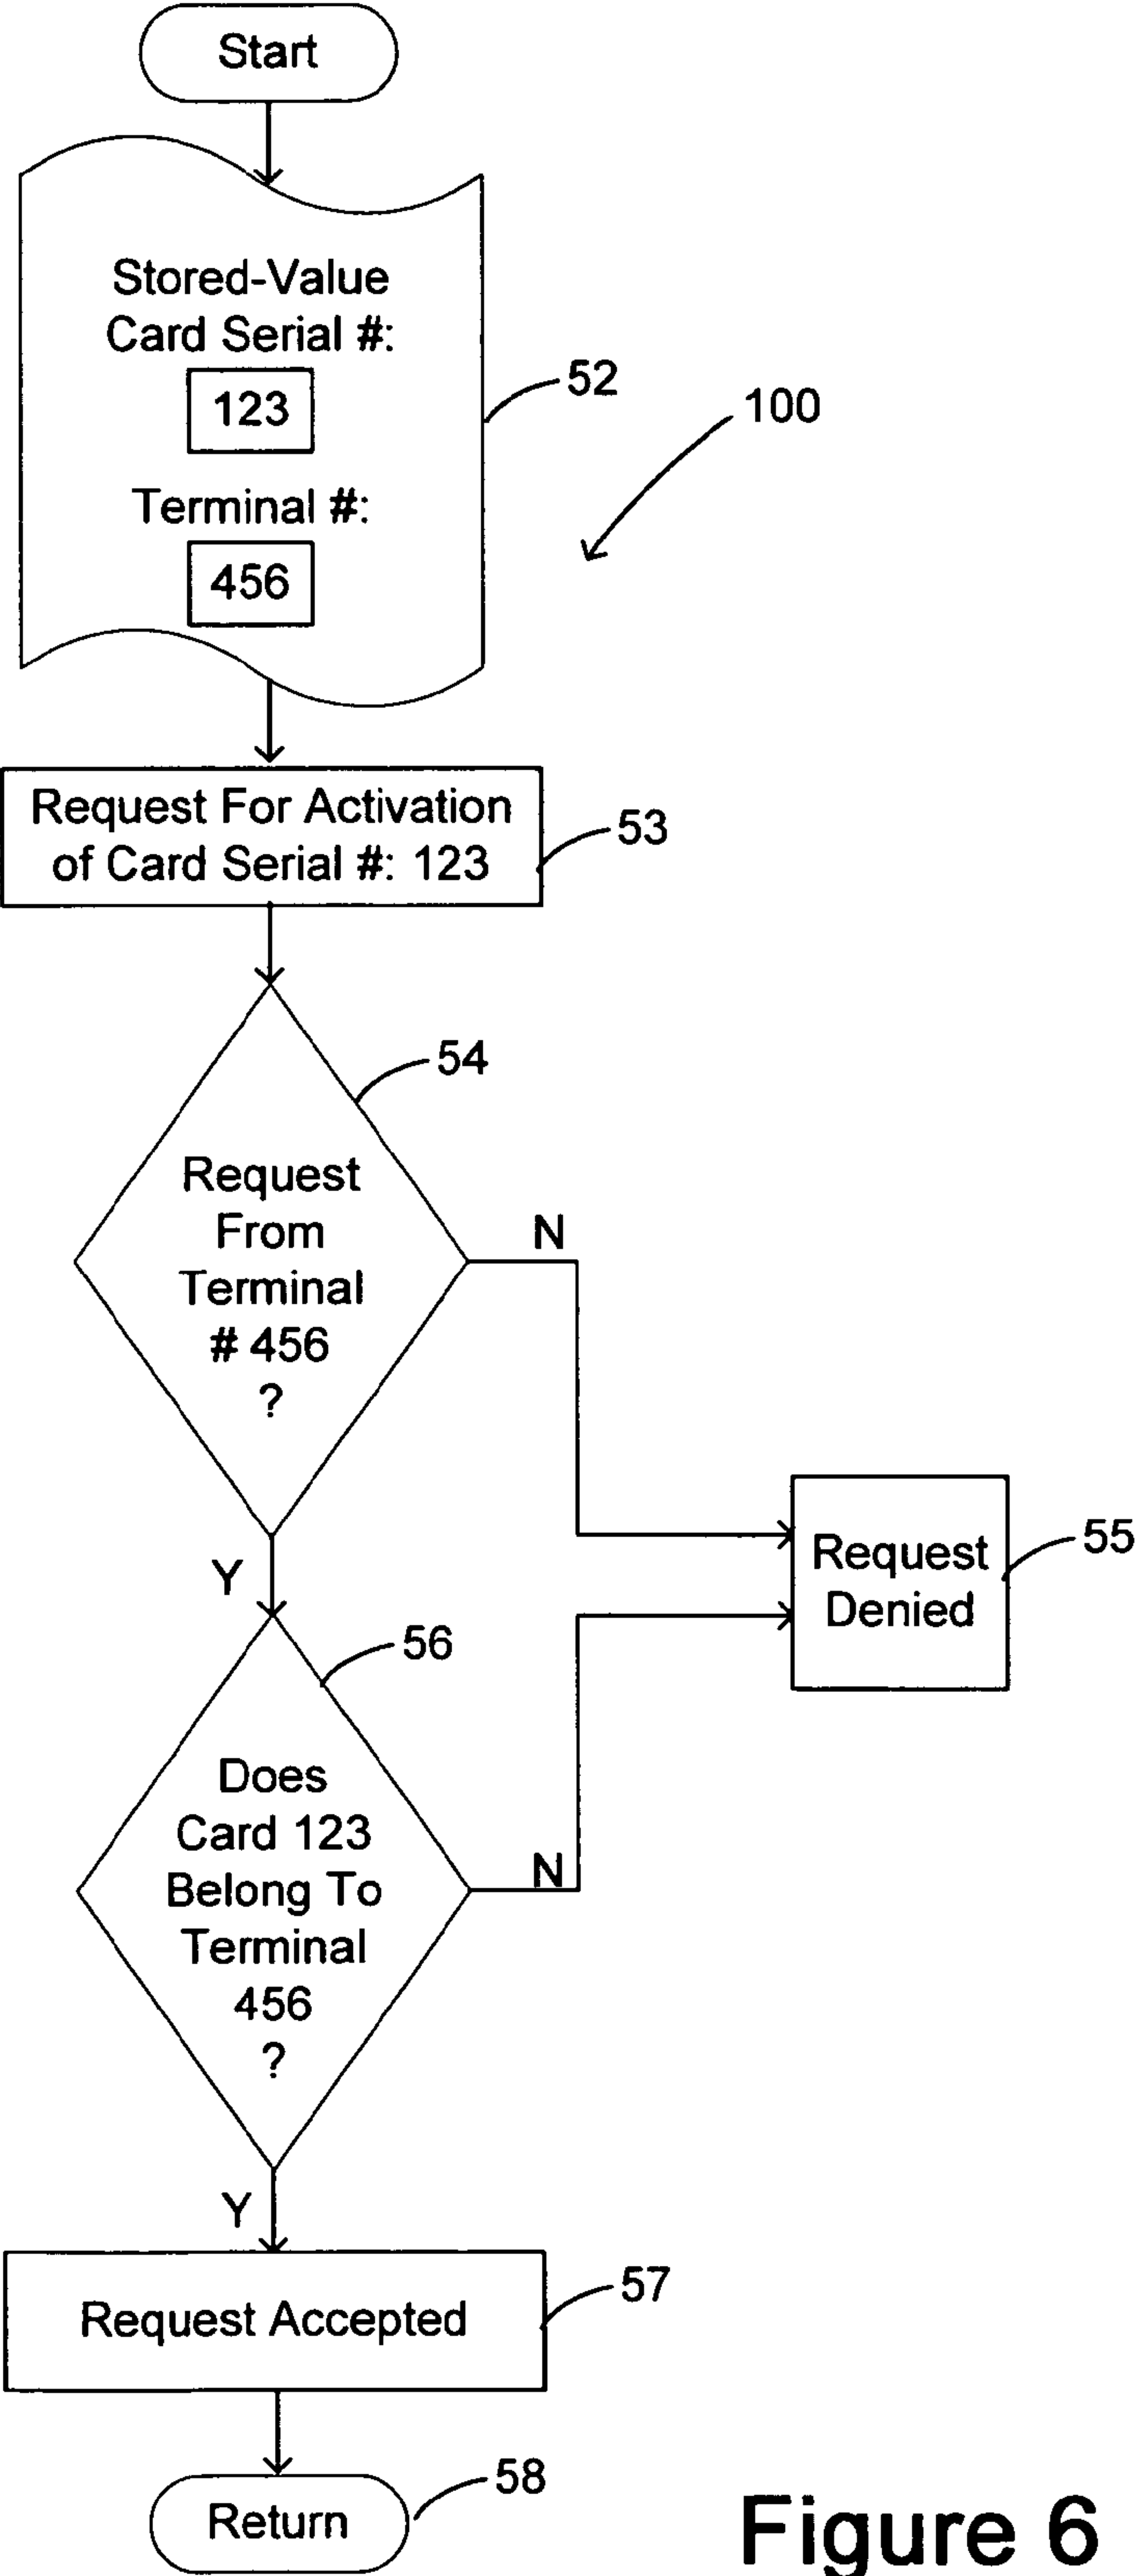 Start
Stored-Value
Card Serial #:
123
52
100
Terminal #:
456
Request For Activation
of Card Serial #: 123
53
54
Request
From
Terminal
# 456
?
N
Y
Request
Denied
55
56
Does
Card 123
Belong To
Terminal
456
?
N
Y
Request Accepted
57
Return
58
Figure 6